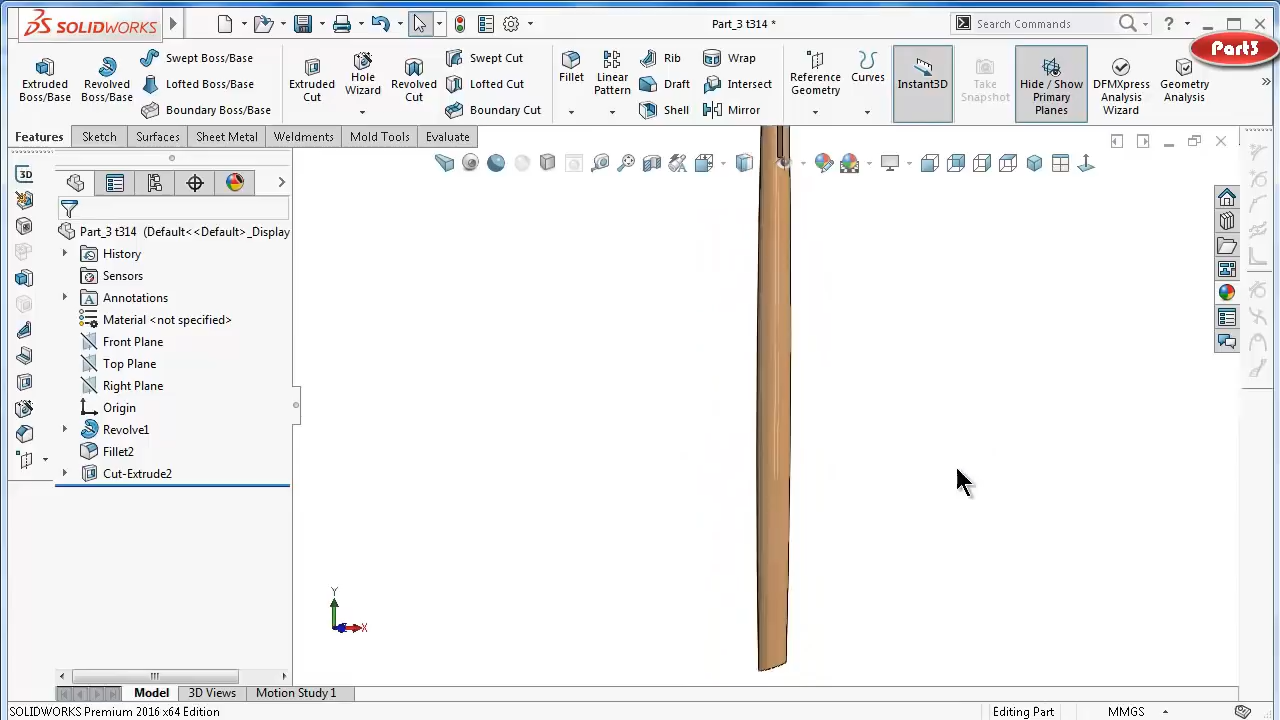 SOLIDWORKS
Part_3 t314 *
Search Commands
Part3
Extruded Boss/Base
Revolved Boss/Base
Swept Boss/Base
Lofted Boss/Base
Boundary Boss/Base
Extruded Cut
Hole Wizard
Revolved Cut
Swept Cut
Lofted Cut
Boundary Cut
Fillet
Linear Pattern
Rib
Draft
Shell
Wrap
Intersect
Mirror
Reference Geometry
Curves
Instant3D
Take Snapshot
Hide / Show Primary Planes
DFMXpress Analysis Wizard
Geometry Analysis
Features
Sketch
Surfaces
Sheet Metal
Weldments
Mold Tools
Evaluate
3D
Part_3 t314 (Default<<Default>_Display
History
Sensors
Annotations
Material <not specified>
Front Plane
Top Plane
Right Plane
Origin
Revolve1
Fillet2
Cut-Extrude2
Y
X
Model
3D Views
Motion Study 1
SOLIDWORKS Premium 2016 x64 Edition
Editing Part
MMGS